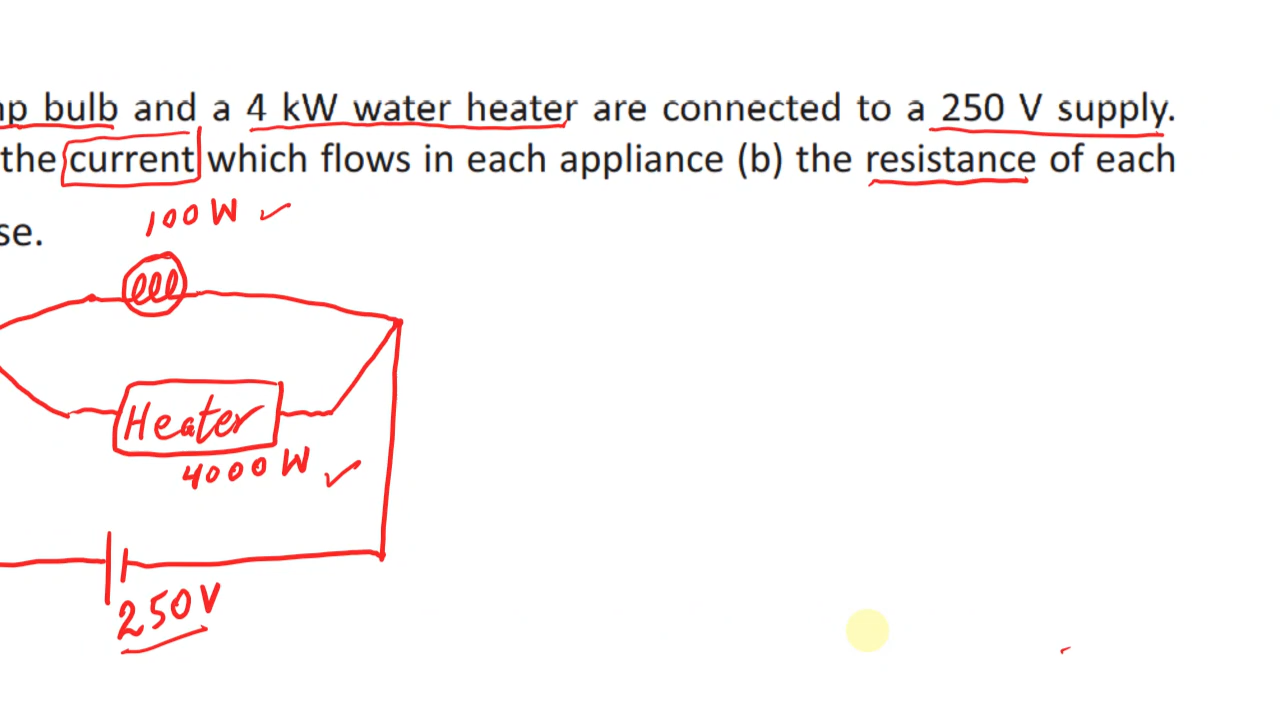 bulb and a 4 kW water heater are connected to a 250 V supply.
the current which flows in each appliance (b) the resistance of each
se.
100 W
Heater
4000 W
250V